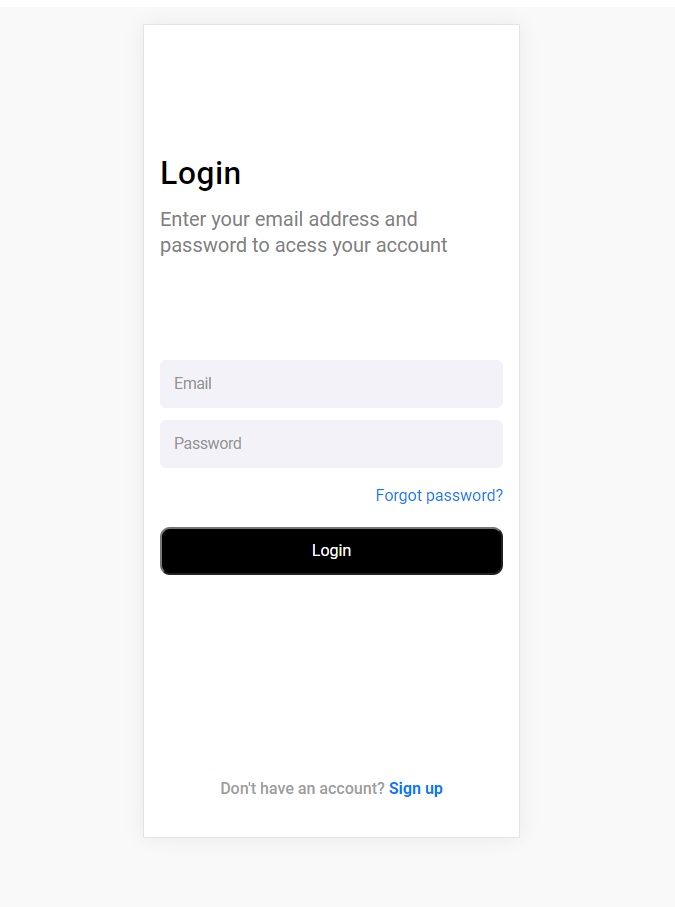 Login
Enter your email address and
password to acess your account
Email
Password
Forgot password?
Login
Don't have an account? Sign up